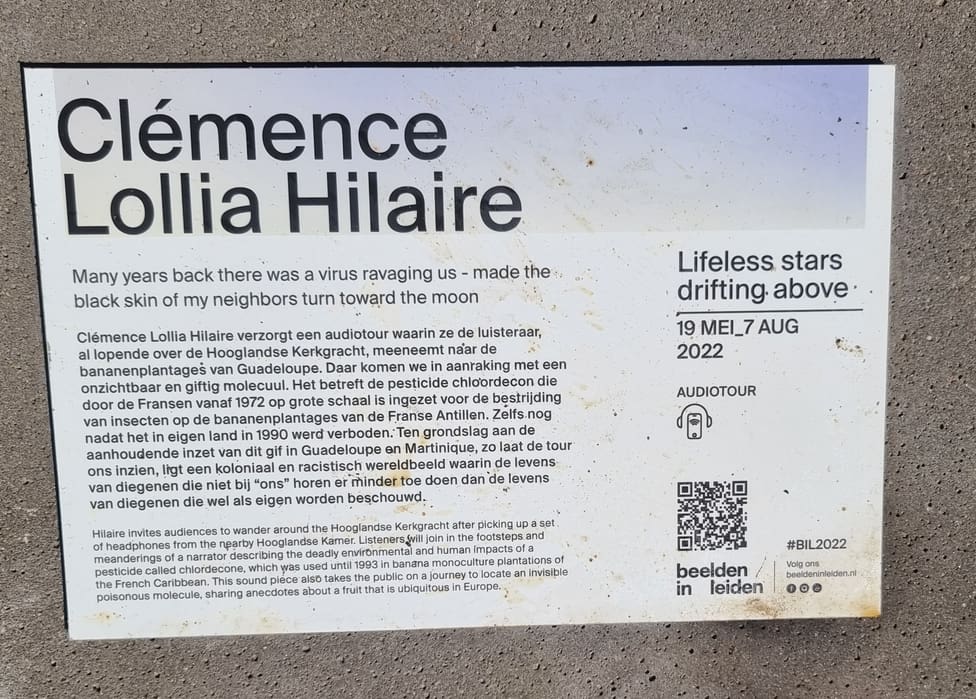 Clémence
Lollia Hilaire
Many years back there was a virus ravaging us - made the
black skin of my neighbors turn toward the moon
Clémence Lollia Hilaire verzorgt een audiotour waarin ze de luisteraar,
al lopende over de Hooglandse Kerkgracht, meeneemt naar de
bananenplantages van Guadeloupe. Daar komen we in aanraking met een
onzichtbaar en giftig molecuul. Het betreft de pesticide chloordecon die
door de Fransen vanaf 1972 op grote schaal is ingezet voor de bestrijding
van insecten op de bananenplantages van de Franse Antillen. Zelfs nog
nadat het in eigen land in 1990 werd verboden. Ten grondslag aan de
aanhoudende inzet van dit gif in Guadeloupe en Martinique, zo laat de tour
ons inzien, ligt een koloniaal en racistisch wereldbeeld waarin de levens
van diegenen die niet bij “ons” horen er minder toe doen dan de levens
van diegenen die wel als eigen worden beschouwd.
Hilaire invites audiences to wander around the Hooglandse Kerkgracht after picking up a set
of headphones from the nearby Hooglandse Kamer. Listeners will join in the footsteps and
meanderings of a narrator describing the deadly environmental and human impacts of a
pesticide called chlordecone, which was used until 1993 in banana monoculture plantations of
the French Caribbean. This sound piece also takes the public on a journey to locate an invisible
poisonous molecule, sharing anecdotes about a fruit that is ubiquitous in Europe.
Lifeless stars
drifting above
19 MEI_7 AUG
2022
AUDIOTOUR
#BIL2022
beelden
in leiden
Volg ons
beeldeninleiden.nl